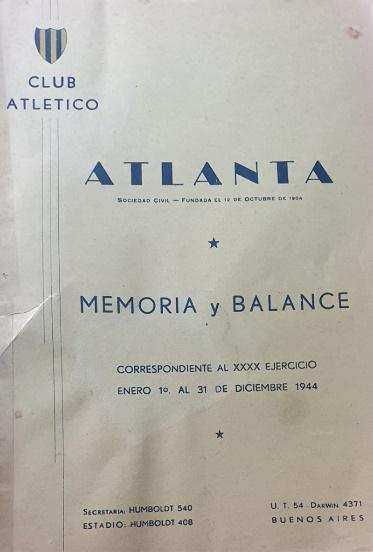 CLUB
ATLETICO
ATLANTA
SOCIEDAD CIVIL — FUNDADA EL 12 DE OCTUBRE DE 1904
MEMORIA y BALANCE
CORRESPONDIENTE AL XXXX EJERCICIO
ENERO 1º. AL 31 DE DICIEMBRE 1944
SECRETARIA: HUMBOLDT 540
ESTADIO: HUMBOLDT 408
U. T. 54 DARWIN 4371
BUENOS AIRES